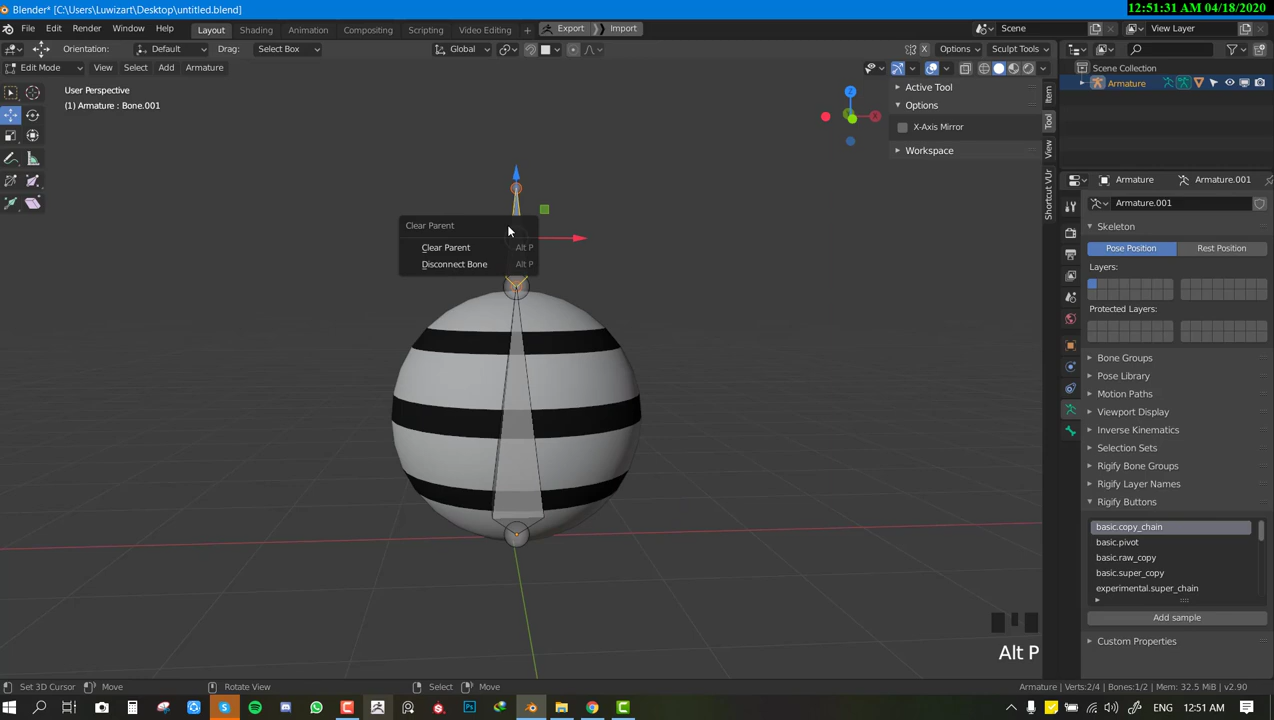 Blender* [C:\Users\Luwizart\Desktop\untitled.blend]
12:51:31 AM 04/18/2020
File Edit Render Window Help Layout Shading Animation Compositing Scripting Video Editing + Export Import Scene View Layer
Orientation: Default Drag: Select Box Global X Options Sculpt Tools
Edit Mode View Select Add Armature
User Perspective
(1) Armature : Bone.001
Scene Collection
Armature
Active Tool
Options
X-Axis Mirror
Workspace
Item
Tool
View
Shortcut VUr
Z
X
Clear Parent
Clear Parent Alt P
Disconnect Bone Alt P
Armature Armature.001
Armature.001
Skeleton
Pose Position Rest Position
Layers:
Protected Layers:
Bone Groups
Pose Library
Motion Paths
Viewport Display
Inverse Kinematics
Selection Sets
Rigify Bone Groups
Rigify Layer Names
Rigify Buttons
basic.copy_chain
basic.pivot
basic.raw_copy
basic.super_copy
experimental.super_chain
Add sample
Custom Properties
Alt P
Select Move Rotate View Select Move Armature | Verts:2/4 | Bones:1/2 | Mem: 32.5 MiB | v2.90
12:51 AM